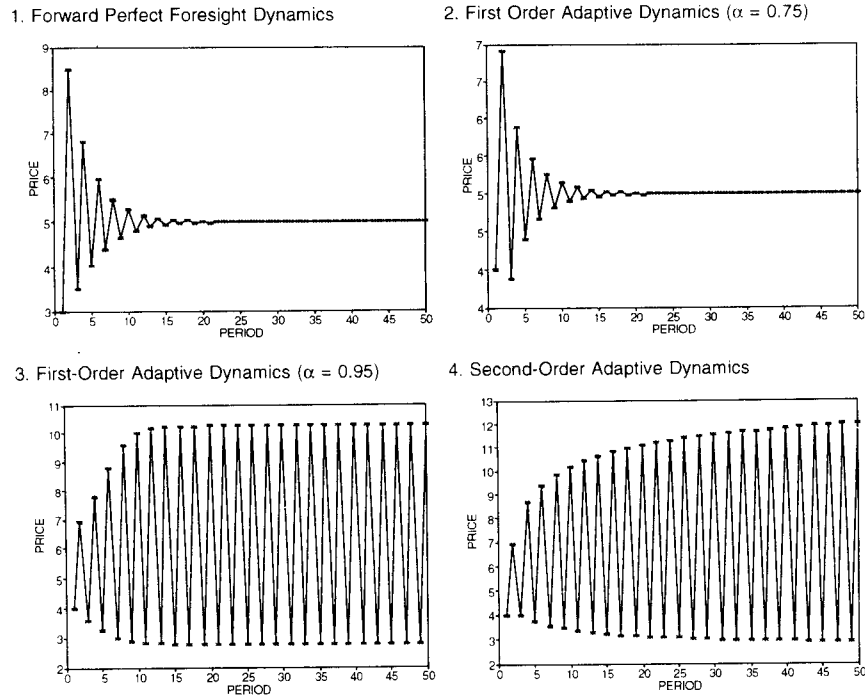 1. Forward Perfect Foresight Dynamics
9
8
7
6
5
4
3
PRICE
0 5 10 15 20 25 30 35 40 45 50
PERIOD
2. First Order Adaptive Dynamics (α = 0.75)
7
7
6
6
5
5
4
4
PRICE
0 5 10 15 20 25 30 35 40 45 50
PERIOD
3. First-Order Adaptive Dynamics (α = 0.95)
11
10
9
8
7
6
5
4
3
2
PRICE
0 5 10 15 20 25 30 35 40 45 50
PERIOD
4. Second-Order Adaptive Dynamics
13
12
11
10
9
8
7
6
5
4
3
2
PRICE
0 5 10 15 20 25 30 35 40 45 50
PERIOD